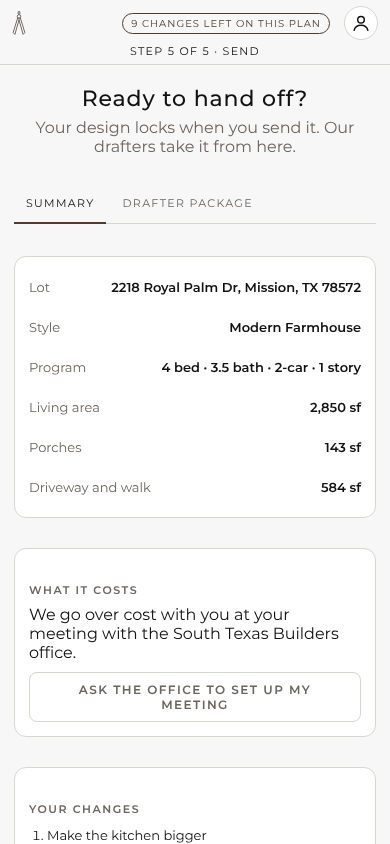 9 CHANGES LEFT ON THIS PLAN
STEP 5 OF 5 · SEND
Ready to hand off?
Your design locks when you send it. Our
drafters take it from here.
SUMMARY
DRAFTER PACKAGE
Lot 2218 Royal Palm Dr, Mission, TX 78572
Style Modern Farmhouse
Program 4 bed · 3.5 bath · 2-car · 1 story
Living area 2,850 sf
Porches 143 sf
Driveway and walk 584 sf
WHAT IT COSTS
We go over cost with you at your
meeting with the South Texas Builders
office.
ASK THE OFFICE TO SET UP MY
MEETING
YOUR CHANGES
1. Make the kitchen bigger